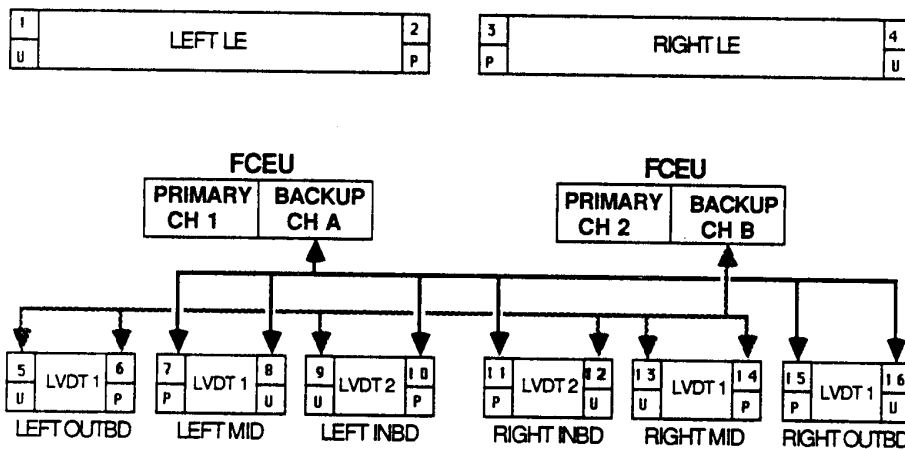 1 LEFT LE 2
U P
3 RIGHT LE 4
P U
FCEU
PRIMARY CH 1
BACKUP CH A
FCEU
PRIMARY CH 2
BACKUP CH B
5 LVDT 1 6
U P
LEFT OUTBD
7 LVDT 1 8
P U
LEFT MID
9 LVDT 2 10
U P
LEFT INBD
11 LVDT 2 12
P U
RIGHT INBD
13 LVDT 1 14
U P
RIGHT MID
15 LVDT 1 16
P U
RIGHT OUTBD